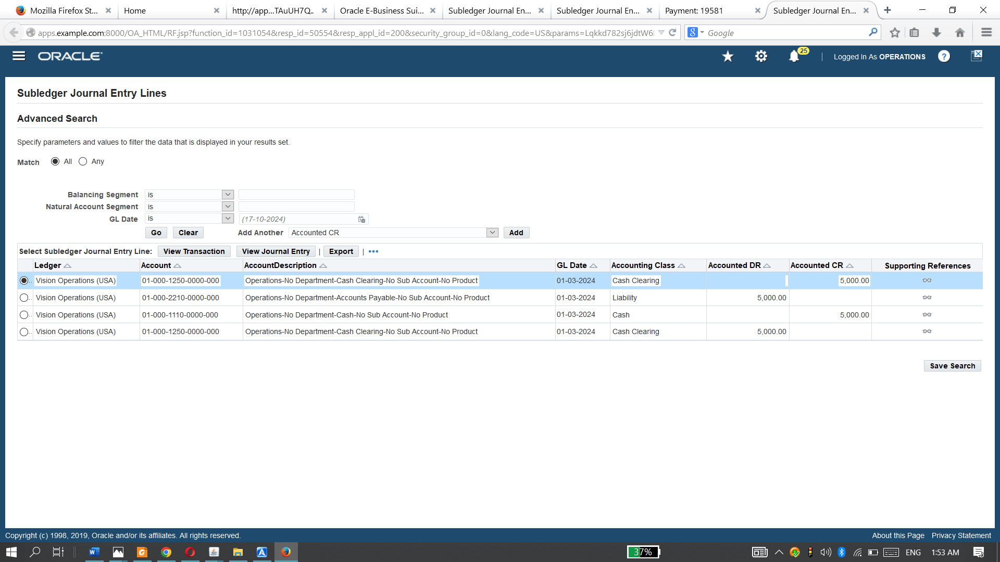 Mozilla Firefox St...
Home
http://app...TAuUH7Q..
Oracle E-Business Sui...
Subledger Journal En...
Subledger Journal En...
Payment: 19581
Subledger Journal En...
apps.example.com:8000/OA_HTML/RF.jsp?function_id=1031054&resp_id=50554&resp_appl_id=200&security_group_id=0&lang_code=US&params=Lqkkd782sj6jdtW6
Google
ORACLE
25
Logged In As OPERATIONS
Subledger Journal Entry Lines
Advanced Search
Specify parameters and values to filter the data that is displayed in your results set.
Match All Any
Balancing Segment is
Natural Account Segment is
GL Date is (17-10-2024)
Go Clear Add Another Accounted CR Add
Select Subledger Journal Entry Line: View Transaction View Journal Entry | Export | •••
Ledger Account AccountDescription GL Date Accounting Class Accounted DR Accounted CR Supporting References
Vision Operations (USA) 01-000-1250-0000-000 Operations-No Department-Cash Clearing-No Sub Account-No Product 01-03-2024 Cash Clearing 5,000.00
Vision Operations (USA) 01-000-2210-0000-000 Operations-No Department-Accounts Payable-No Sub Account-No Product 01-03-2024 Liability 5,000.00
Vision Operations (USA) 01-000-1110-0000-000 Operations-No Department-Cash-No Sub Account-No Product 01-03-2024 Cash 5,000.00
Vision Operations (USA) 01-000-1250-0000-000 Operations-No Department-Cash Clearing-No Sub Account-No Product 01-03-2024 Cash Clearing 5,000.00
Save Search
Copyright (c) 1998, 2019, Oracle and/or its affiliates. All rights reserved.
About this Page Privacy Statement
37%
ENG
1:53 AM